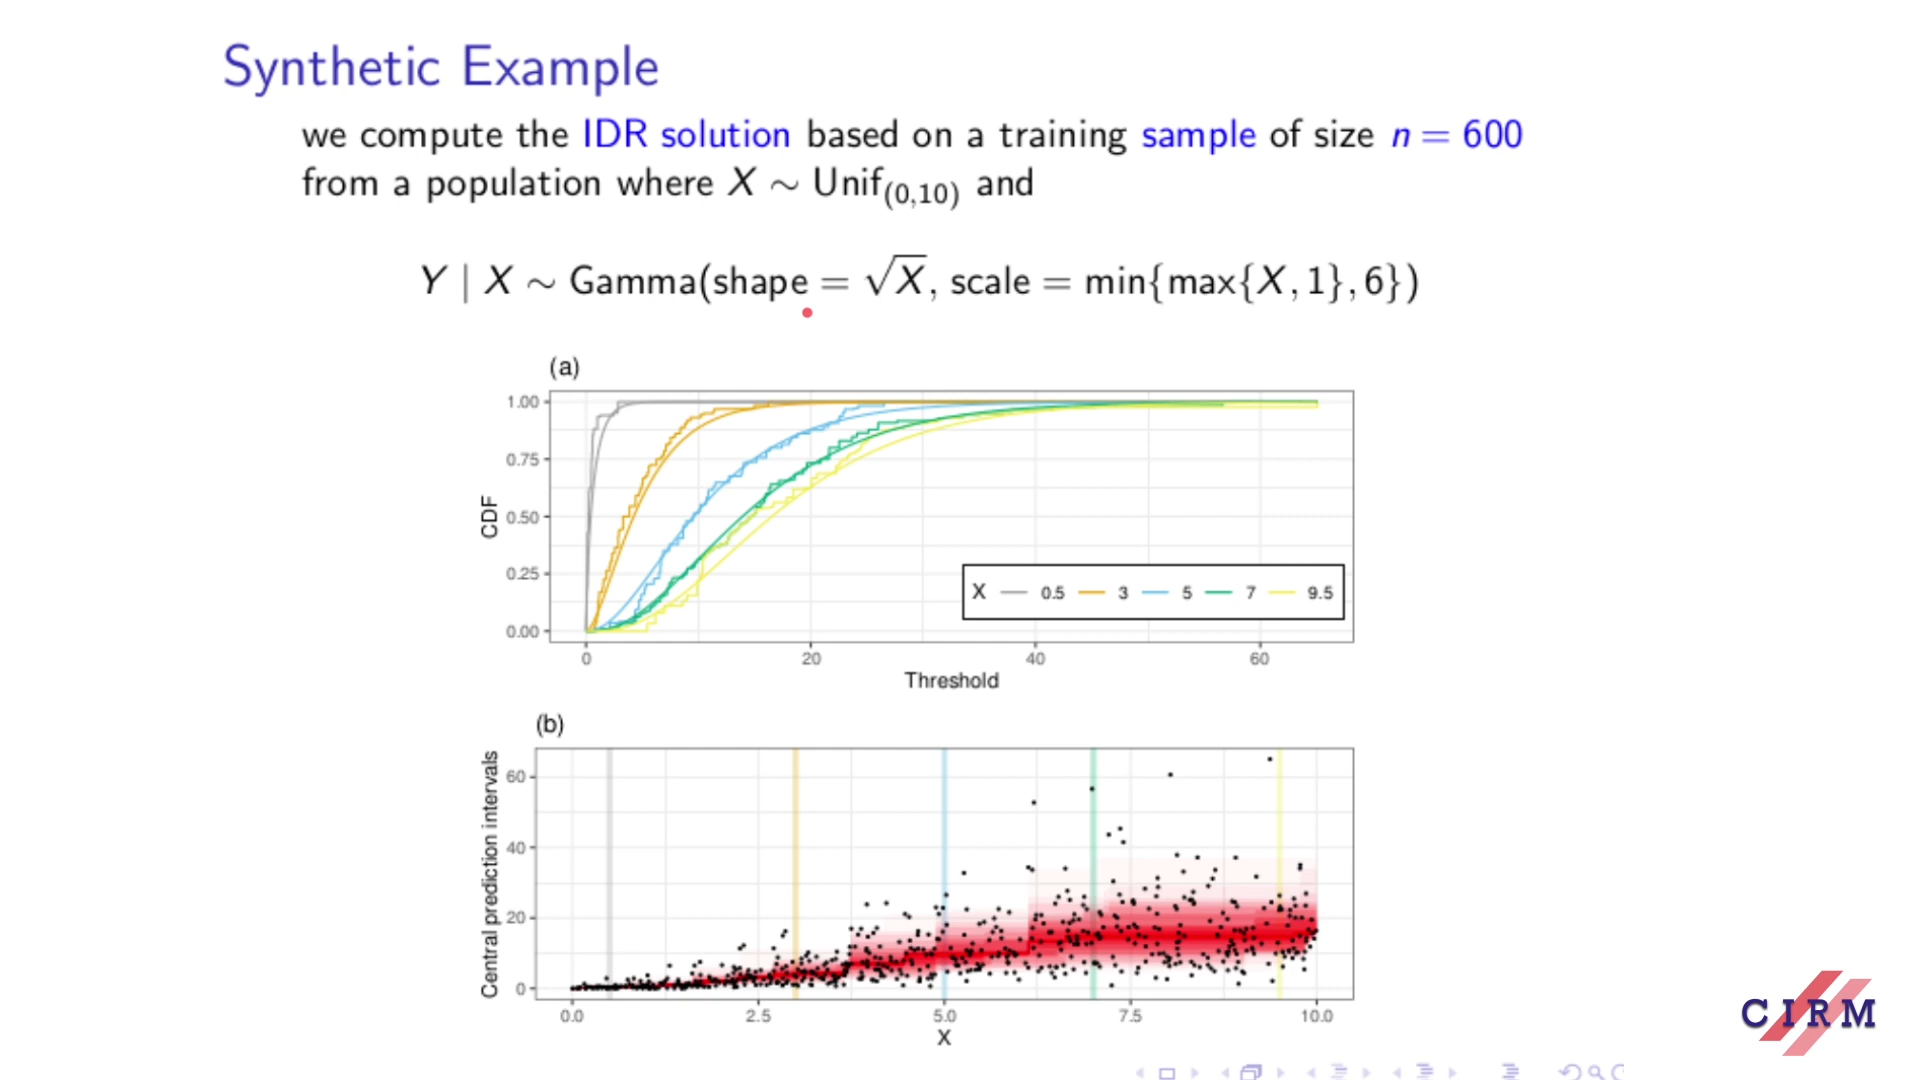 Synthetic Example
we compute the IDR solution based on a training sample of size n = 600
from a population where X ∼ Unif(0,10) and
Y | X ∼ Gamma(shape = √X, scale = min{max{X, 1}, 6})
(a)
CDF
1.00
0.75
0.50
0.25
0.00
X 0.5 3 5 7 9.5
0 20 40 60
Threshold
(b)
Central prediction intervals
60
40
20
0
0.0 2.5 5.0 7.5 10.0
X
CIRM